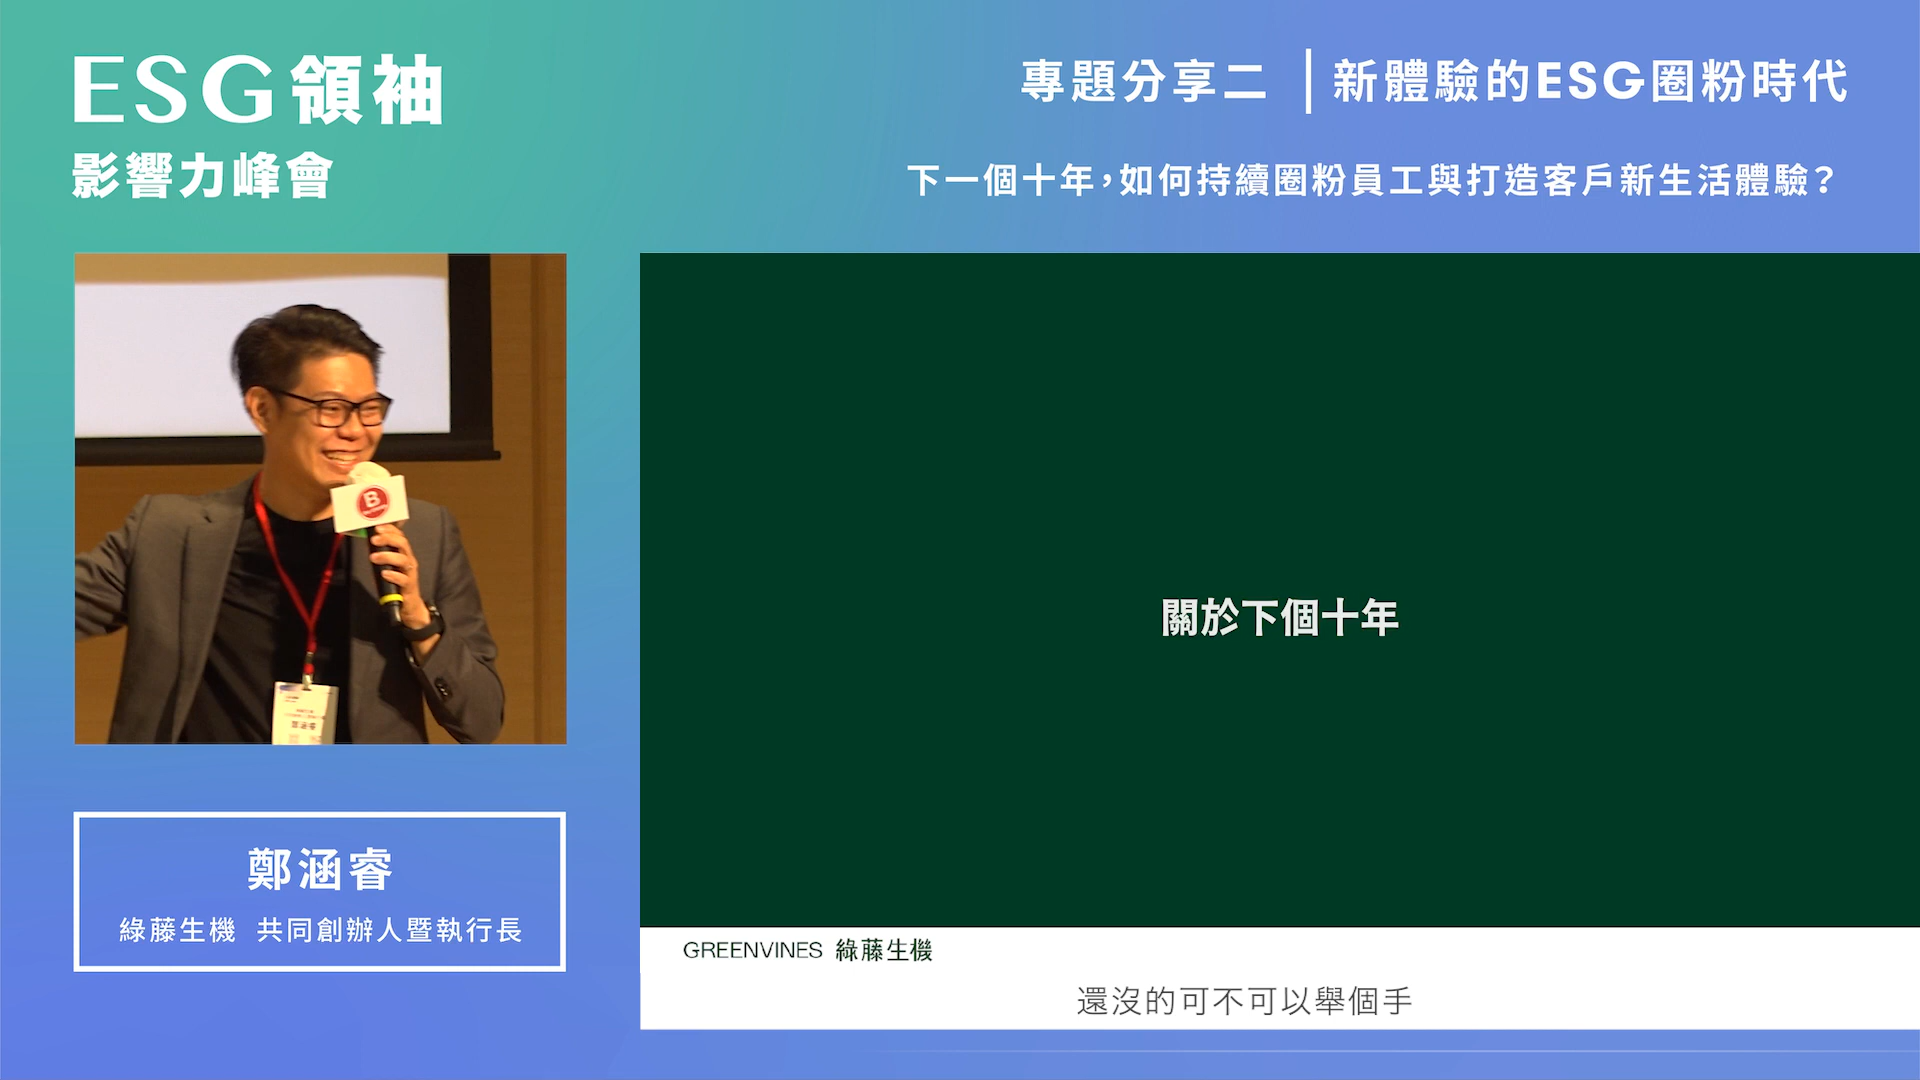 ESG領袖
影響力峰會
專題分享二 | 新體驗的ESG圈粉時代
下一個十年，如何持續圈粉員工與打造客戶新生活體驗？
B
鄭涵睿
關於下個十年
鄭涵睿
綠藤生機 共同創辦人暨執行長
GREENVINES 綠藤生機
還沒的可不可以舉個手